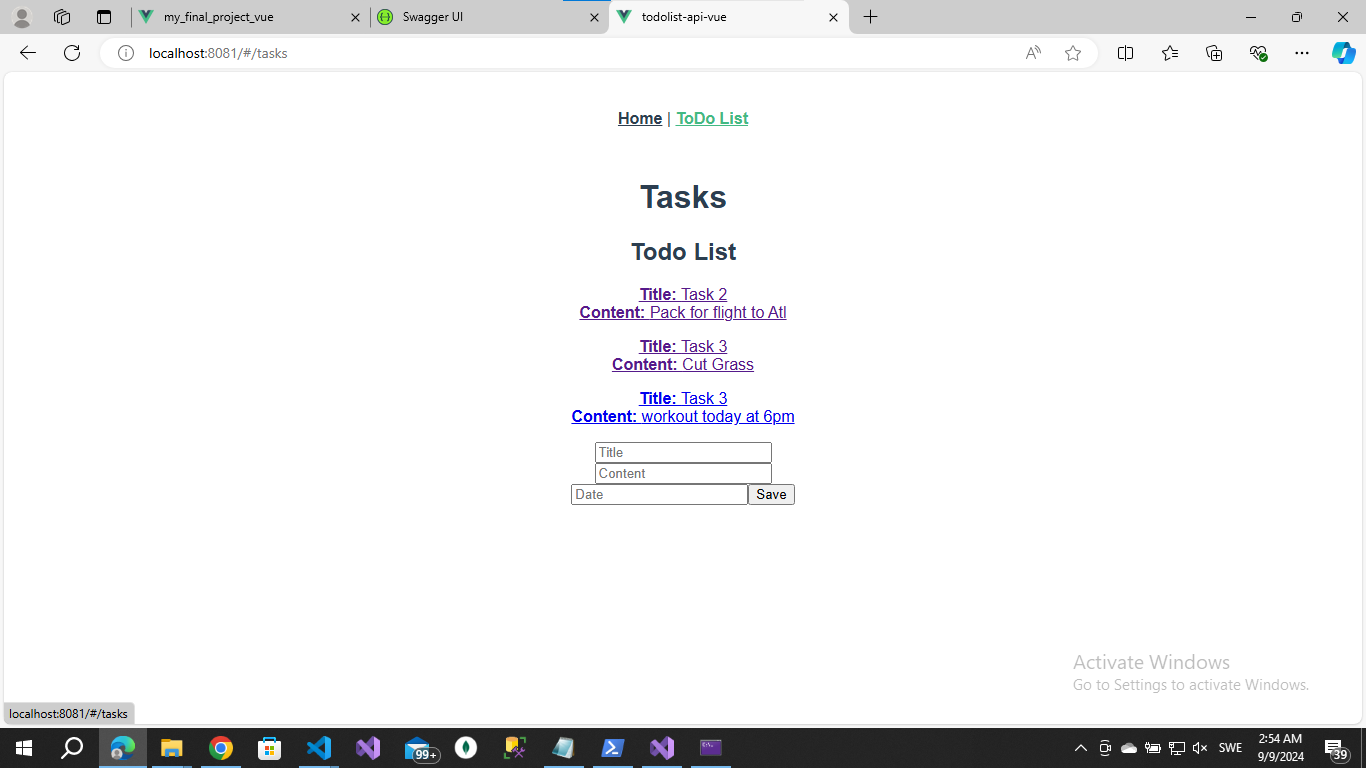 my_final_project_vue
Swagger UI
todolist-api-vue
localhost:8081/#/tasks
Home | ToDo List
Tasks
Todo List
Title: Task 2
Content: Pack for flight to Atl
Title: Task 3
Content: Cut Grass
Title: Task 3
Content: workout today at 6pm
Title
Content
Date
Save
Activate Windows
Go to Settings to activate Windows.
localhost:8081/#/tasks
99+
SWE
2:54 AM
9/9/2024
39